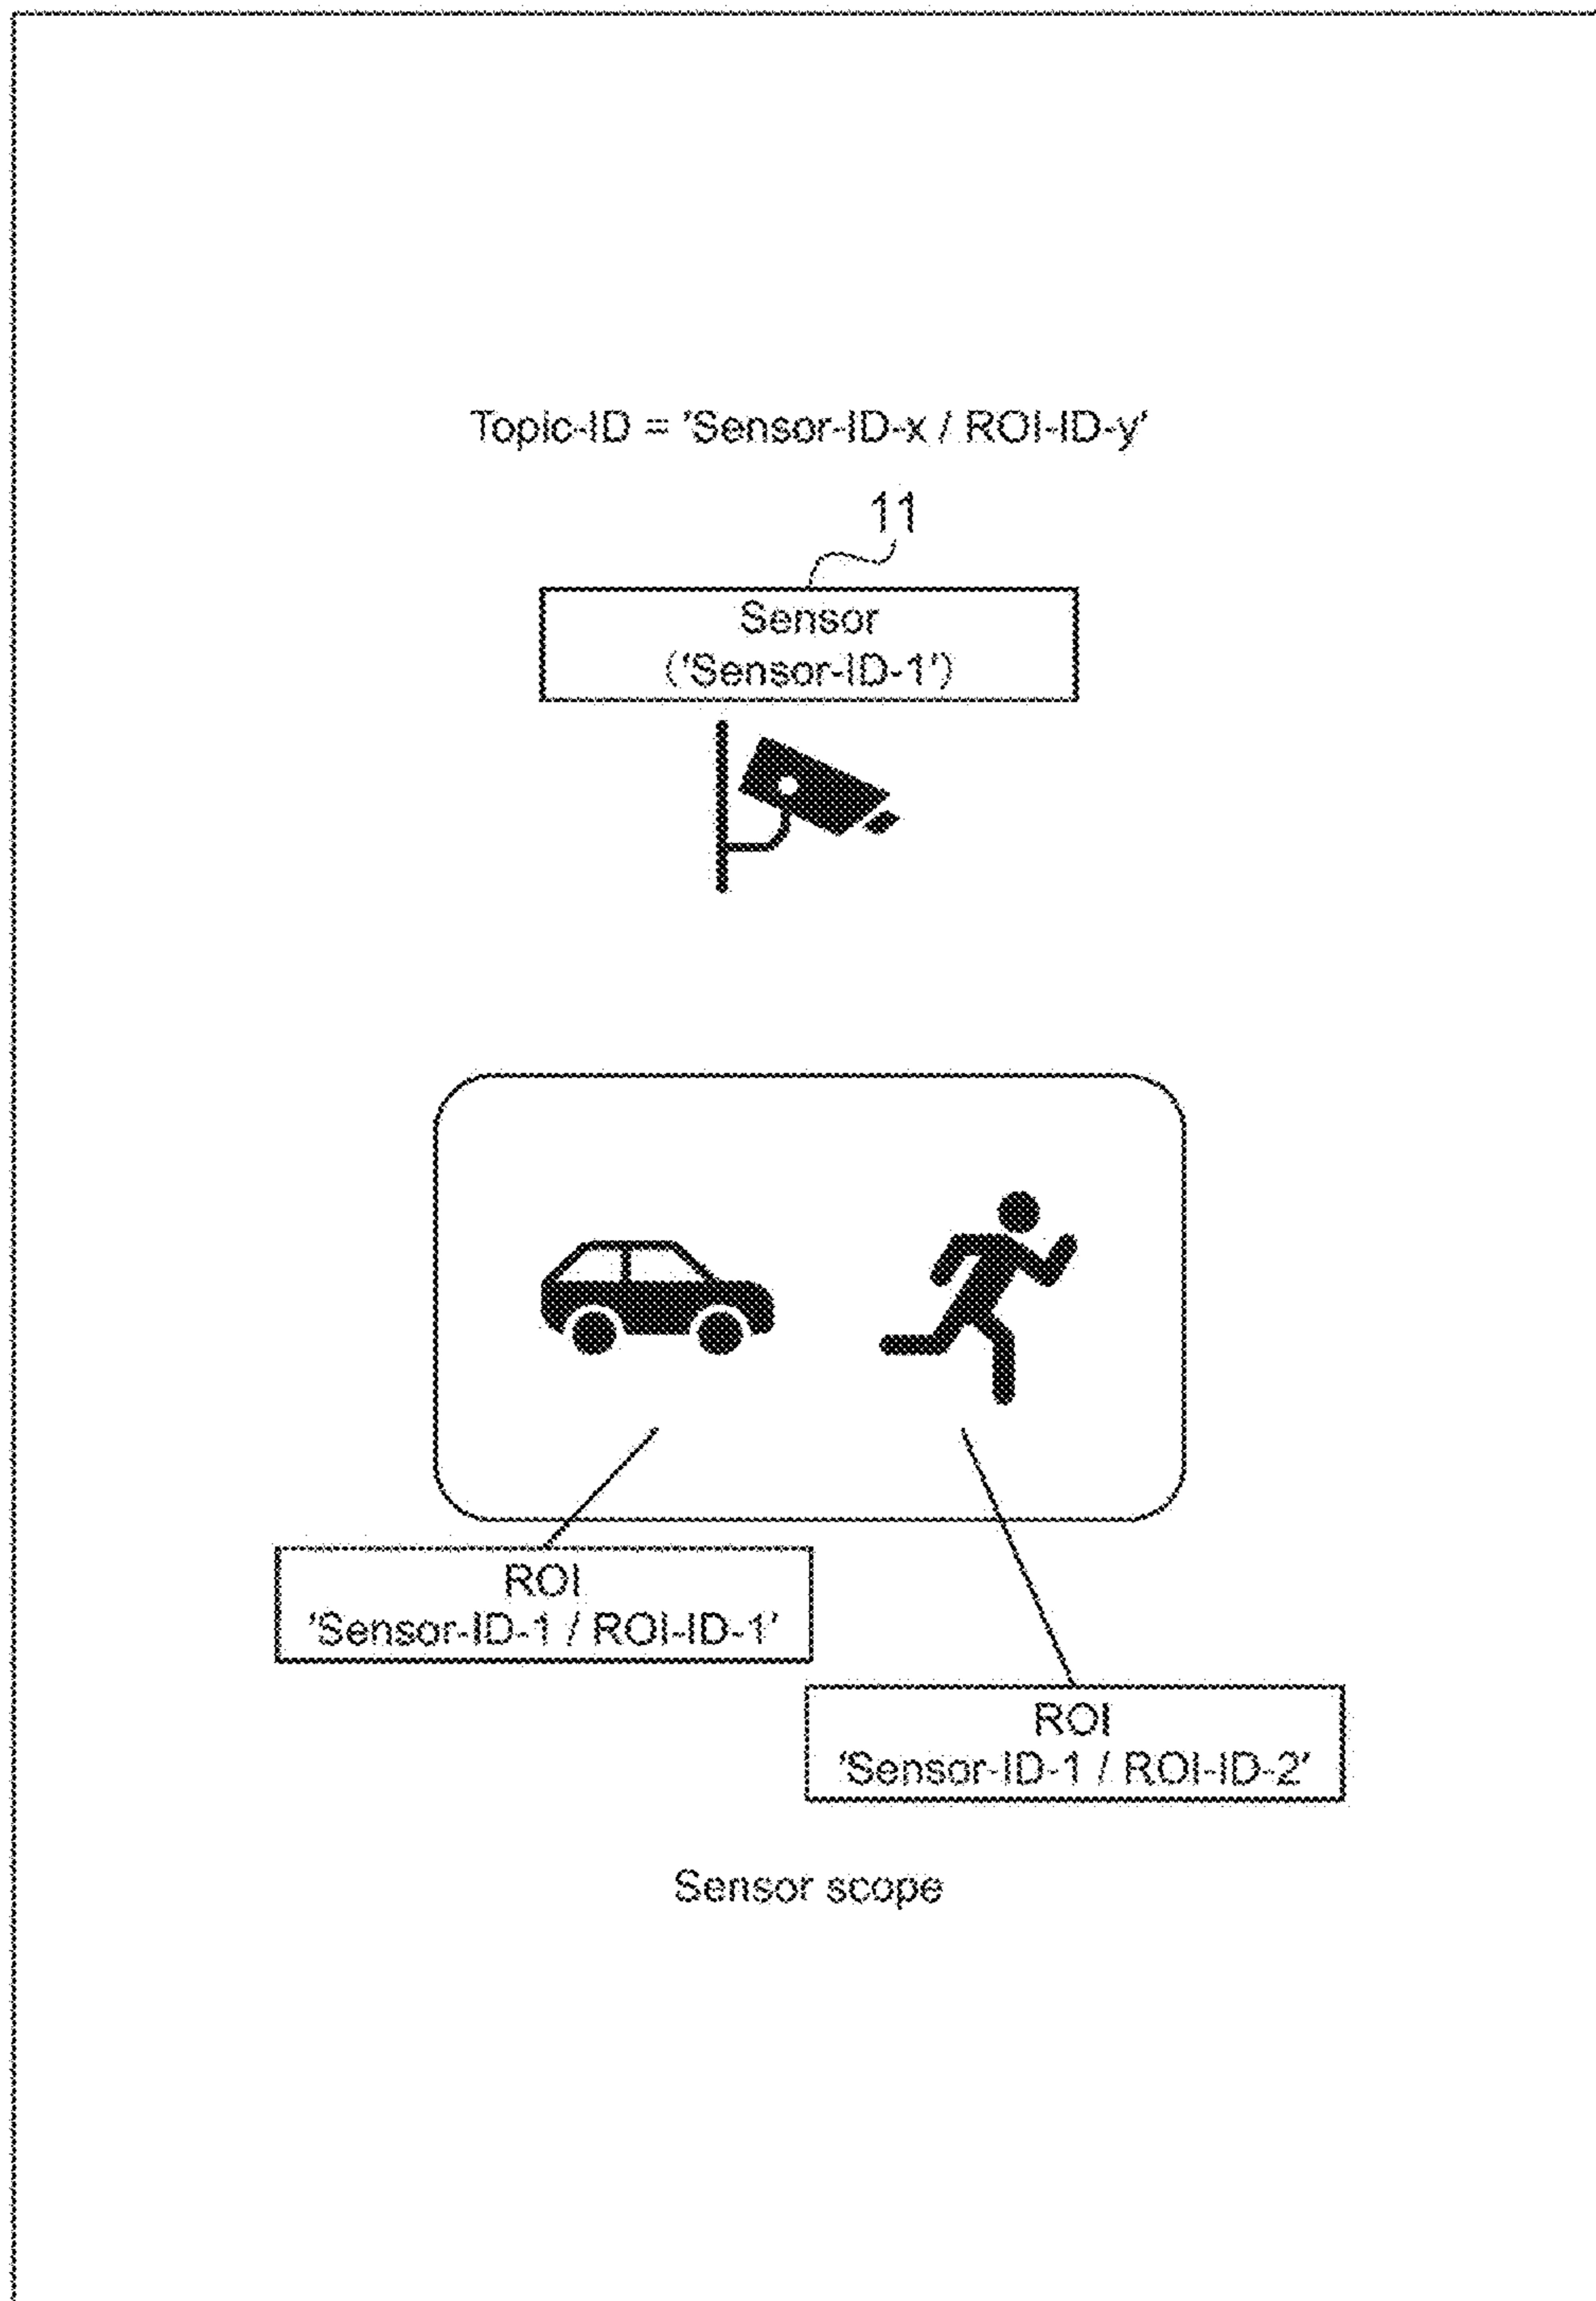 Topic-ID = 'Sensor-ID-x / ROI-ID-y'
11
Sensor
('Sensor-ID-1')
ROI
'Sensor-ID-1 / ROI-ID-1'
ROI
'Sensor-ID-1 / ROI-ID-2'
Sensor scope